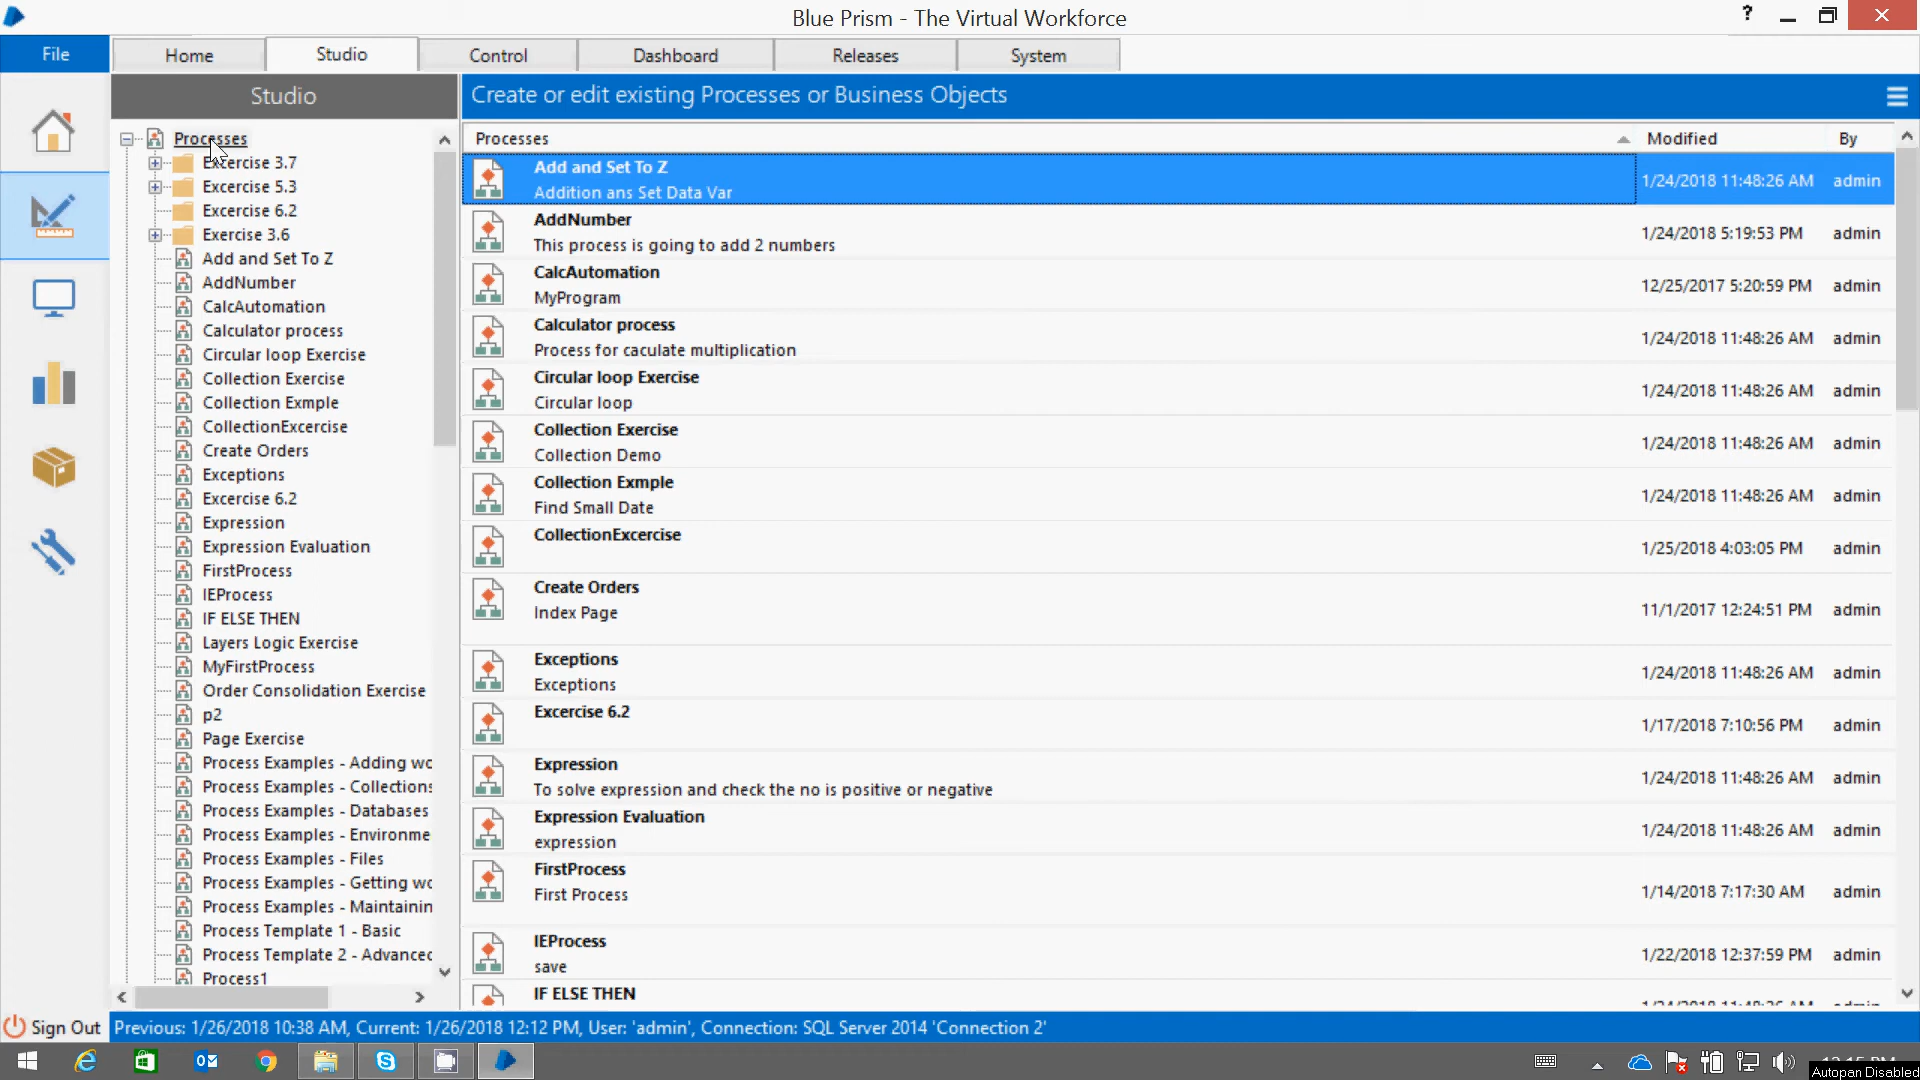 Blue Prism - The Virtual Workforce
?
File
Home
Studio
Control
Dashboard
Releases
System
Studio
Create or edit existing Processes or Business Objects
Processes
Excercise 3.7
Excercise 5.3
Excercise 6.2
Exercise 3.6
Add and Set To Z
AddNumber
CalcAutomation
Calculator process
Circular loop Exercise
Collection Exercise
Collection Exmple
CollectionExcercise
Create Orders
Exceptions
Excercise 6.2
Expression
Expression Evaluation
FirstProcess
IEProcess
IF ELSE THEN
Layers Logic Exercise
MyFirstProcess
Order Consolidation Exercise
p2
Page Exercise
Process Examples - Adding wo
Process Examples - Collections
Process Examples - Databases
Process Examples - Environme
Process Examples - Files
Process Examples - Getting wo
Process Examples - Maintainin
Process Template 1 - Basic
Process Template 2 - Advanced
Process1
Processes Modified By
Add and Set To Z
Addition ans Set Data Var
1/24/2018 11:48:26 AM admin
AddNumber
This process is going to add 2 numbers
1/24/2018 5:19:53 PM admin
CalcAutomation
MyProgram
12/25/2017 5:20:59 PM admin
Calculator process
Process for caculate multiplication
1/24/2018 11:48:26 AM admin
Circular loop Exercise
Circular loop
1/24/2018 11:48:26 AM admin
Collection Exercise
Collection Demo
1/24/2018 11:48:26 AM admin
Collection Exmple
Find Small Date
1/24/2018 11:48:26 AM admin
CollectionExcercise
1/25/2018 4:03:05 PM admin
Create Orders
Index Page
11/1/2017 12:24:51 PM admin
Exceptions
Exceptions
1/24/2018 11:48:26 AM admin
Excercise 6.2
1/17/2018 7:10:56 PM admin
Expression
To solve expression and check the no is positive or negative
1/24/2018 11:48:26 AM admin
Expression Evaluation
expression
1/24/2018 11:48:26 AM admin
FirstProcess
First Process
1/14/2018 7:17:30 AM admin
IEProcess
save
1/22/2018 12:37:59 PM admin
IF ELSE THEN
Sign Out
Previous: 1/26/2018 10:38 AM, Current: 1/26/2018 12:12 PM, User: 'admin', Connection: SQL Server 2014 'Connection 2'
Autopan Disabled